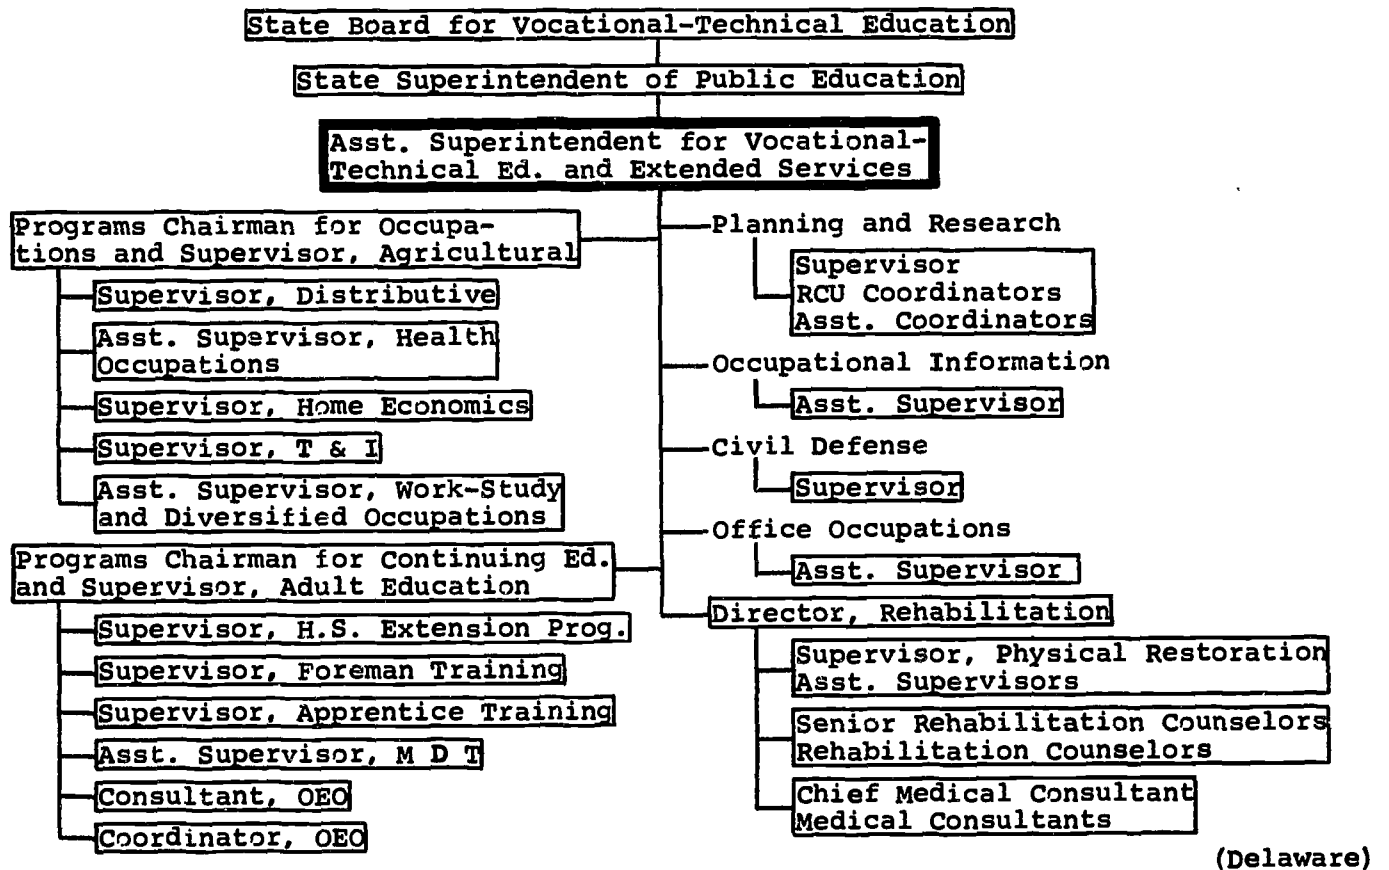 State Board for Vocational-Technical Education
State Superintendent of Public Education
Asst. Superintendent for Vocational-
Technical Ed. and Extended Services
Programs Chairman for Occupa-
tions and Supervisor, Agricultural
Supervisor, Distributive
Asst. Supervisor, Health
Occupations
Supervisor, Home Economics
Supervisor, T & I
Asst. Supervisor, Work-Study
and Diversified Occupations
Programs Chairman for Continuing Ed.
and Supervisor, Adult Education
Supervisor, H.S. Extension Prog.
Supervisor, Foreman Training
Supervisor, Apprentice Training
Asst. Supervisor, M D T
Consultant, OEO
Coordinator, OEO
Planning and Research
Supervisor
RCU Coordinators
Asst. Coordinators
Occupational Information
Asst. Supervisor
Civil Defense
Supervisor
Office Occupations
Asst. Supervisor
Director, Rehabilitation
Supervisor, Physical Restoration
Asst. Supervisors
Senior Rehabilitation Counselors
Rehabilitation Counselors
Chief Medical Consultant
Medical Consultants
(Delaware)